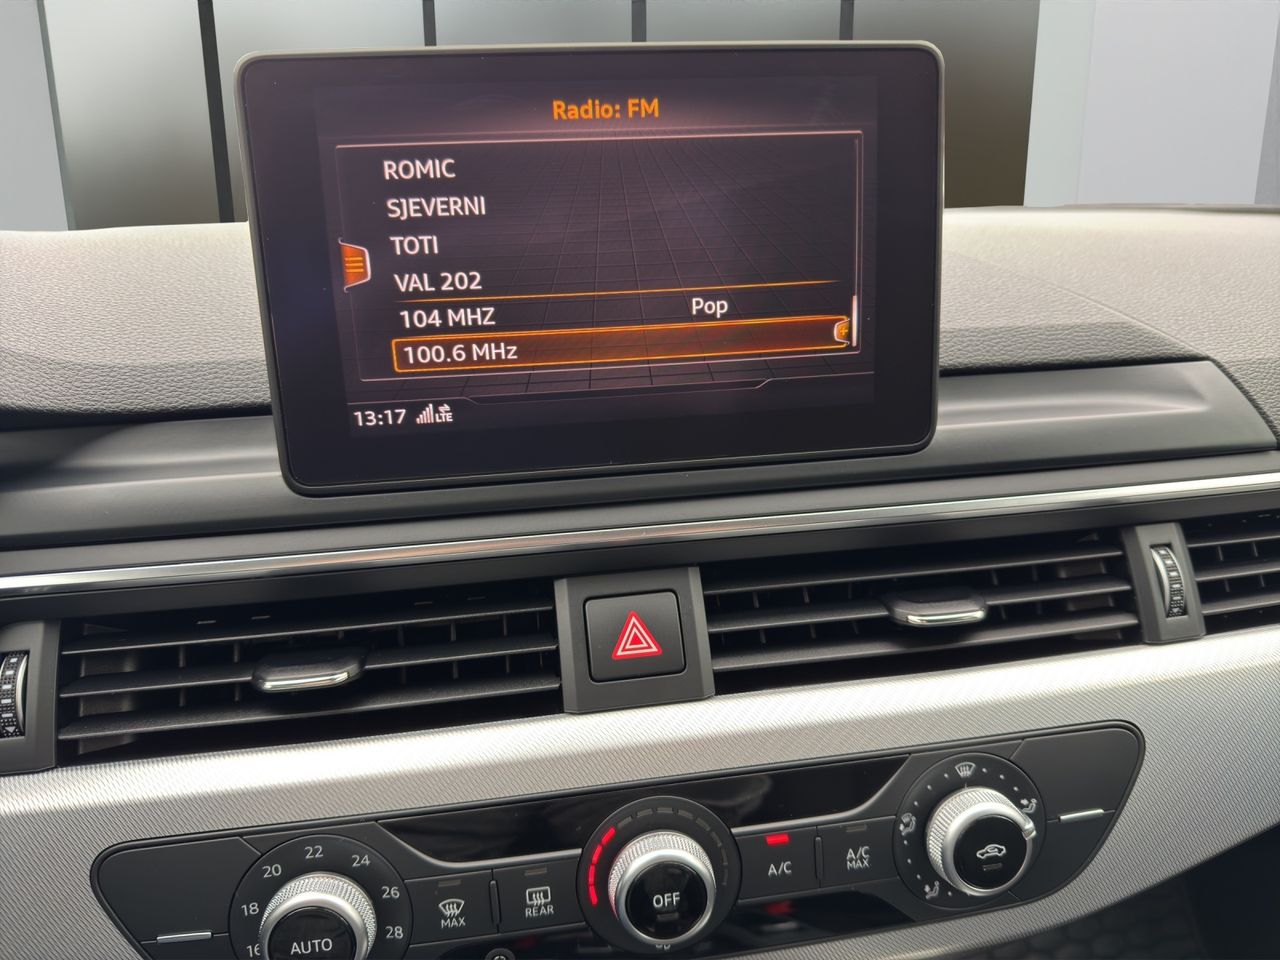 Radio: FM
ROMIC
SJEVERNI
TOTI
VAL 202
104 MHZ Pop
100.6 MHz
13:17 LTE
16 18 20 22 24 26 28
AUTO
MAX
REAR
OFF
A/C
A/C
MAX